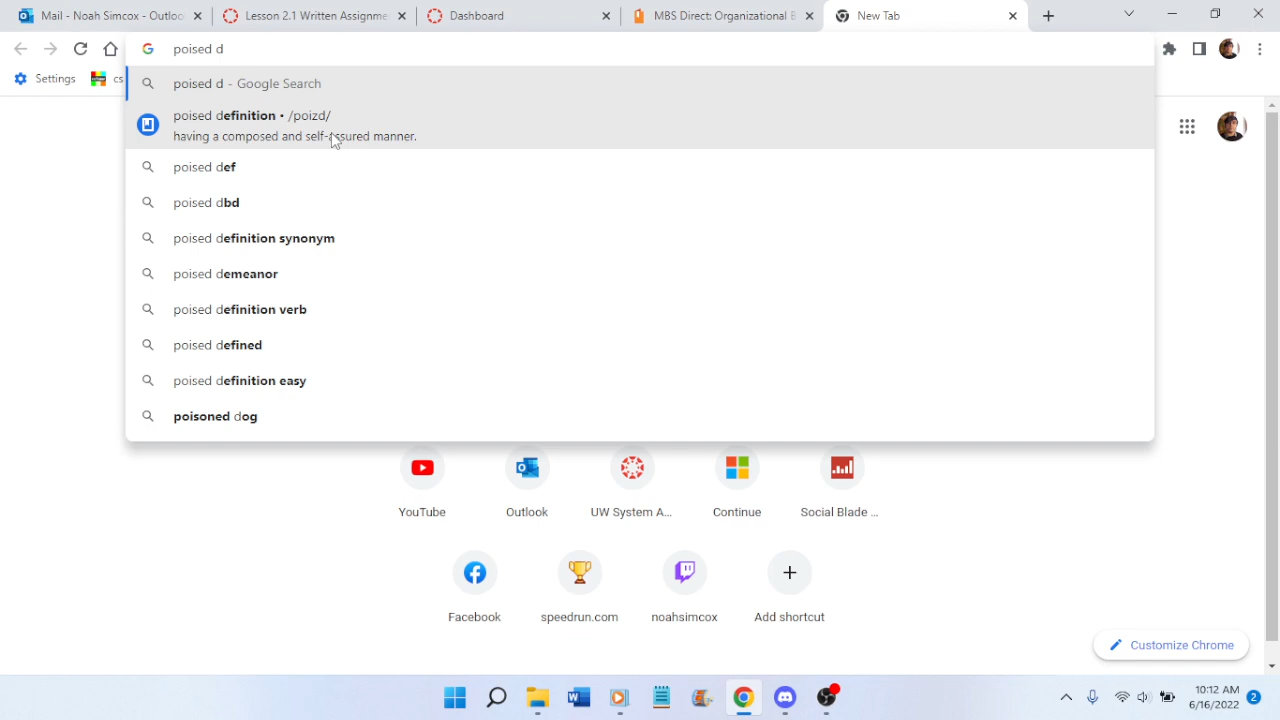 Mail - Noah Simcox - Outloo
Lesson 2.1 Written Assignme
Dashboard
MBS Direct: Organizational B
New Tab
poised d
Settings
cs
poised d - Google Search
poised definition • /poizd/
having a composed and self-assured manner.
poised def
poised dbd
poised definition synonym
poised demeanor
poised definition verb
poised defined
poised definition easy
poisoned dog
YouTube
Outlook
UW System A...
Continue
Social Blade ...
Facebook
speedrun.com
noahsimcox
Add shortcut
Customize Chrome
10:12 AM
6/16/2022
2